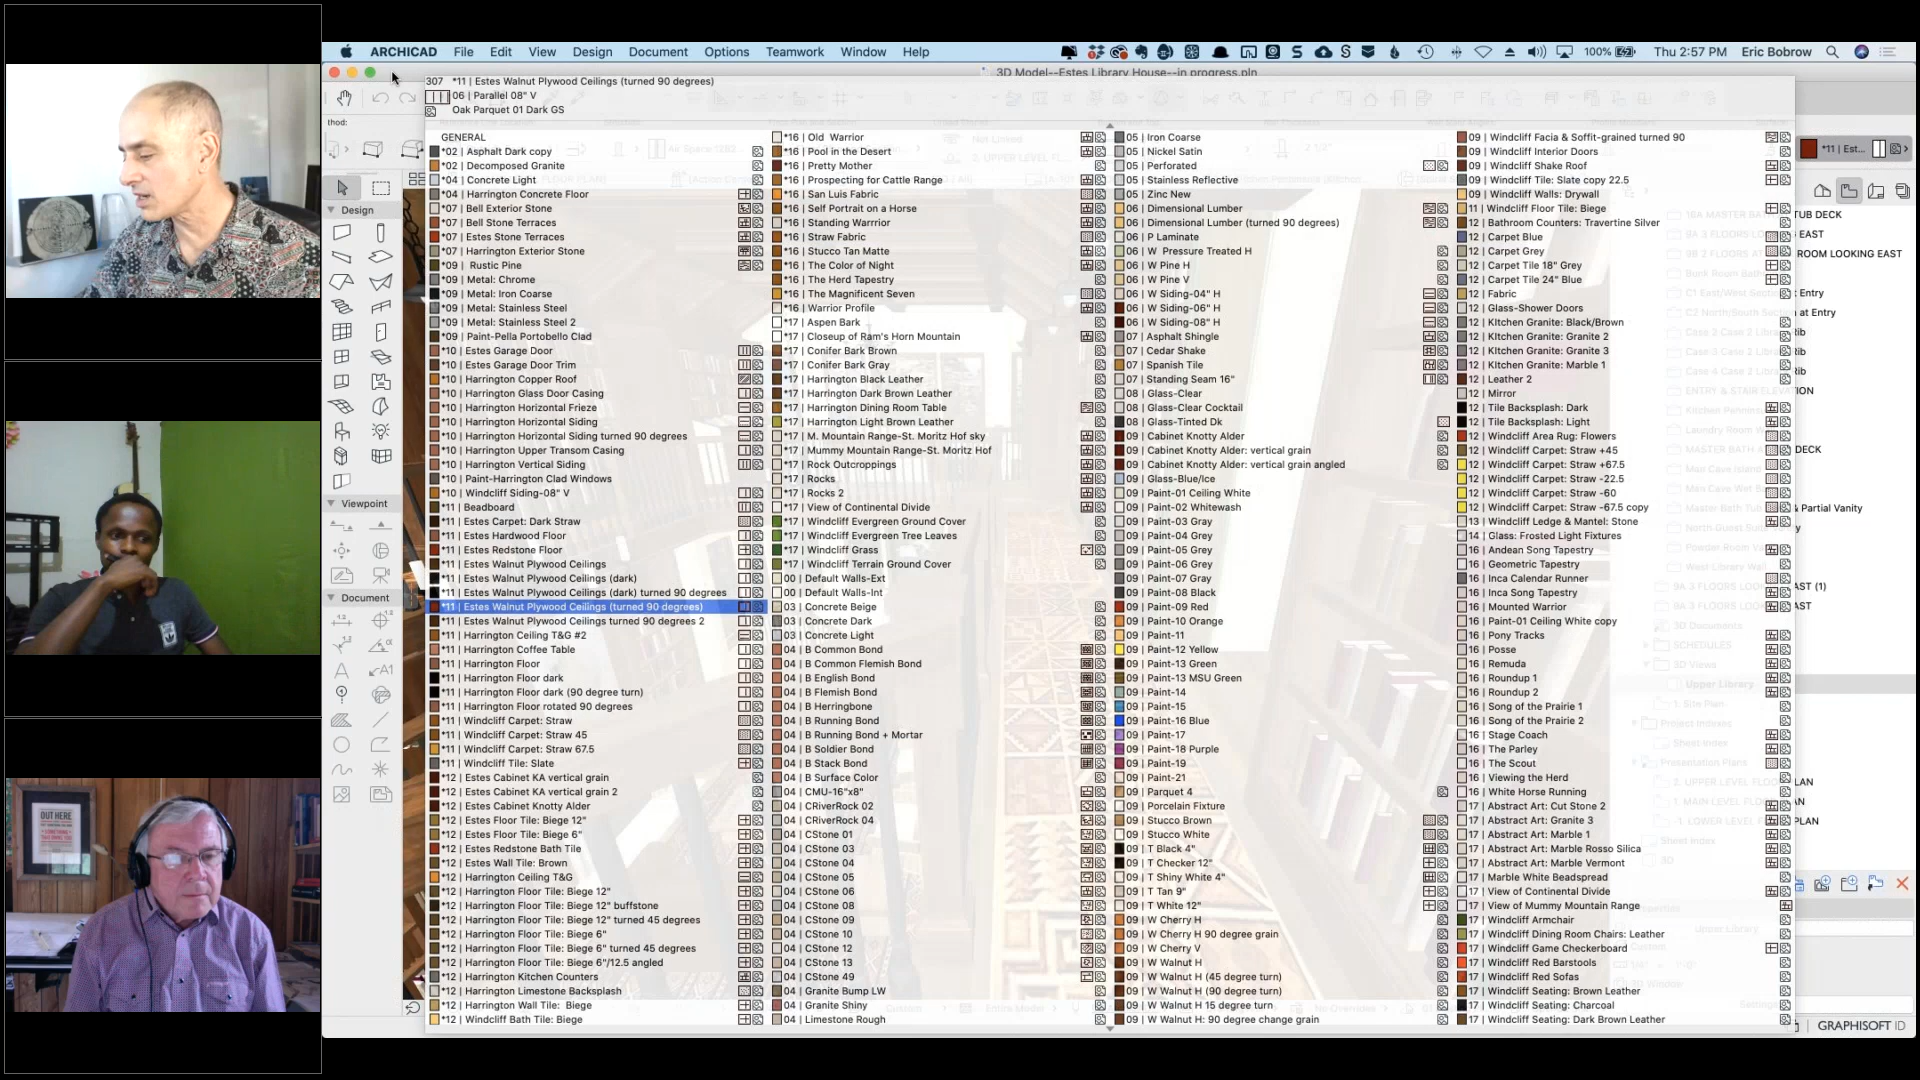 ARCHICAD File Edit View Design Document Options Teamwork Window Help
100% Thu 2:57 PM Eric Bobrow
3D Model--Estes Library House--in progress.pln
307 *11 | Estes Walnut Plywood Ceilings (turned 90 degrees)
06 | Parallel 08" V
Oak Parquet 01 Dark GS
thod:
*11 | Est...
Design
Viewpoint
Document
GENERAL
*02 | Asphalt Dark copy
*02 | Decomposed Granite
*04 | Concrete Light
*04 | Harrington Concrete Floor
*07 | Bell Exterior Stone
*07 | Bell Stone Terraces
*07 | Estes Stone Terraces
*07 | Harrington Exterior Stone
*09 | Rustic Pine
*09 | Metal: Chrome
*09 | Metal: Iron Coarse
*09 | Metal: Stainless Steel
*09 | Metal: Stainless Steel 2
*09 | Paint-Pella Portobello Clad
*10 | Estes Garage Door
*10 | Estes Garage Door Trim
*10 | Harrington Copper Roof
*10 | Harrington Glass Door Casing
*10 | Harrington Horizontal Frieze
*10 | Harrington Horizontal Siding
*10 | Harrington Horizontal Siding turned 90 degrees
*10 | Harrington Upper Transom Casing
*10 | Harrington Vertical Siding
*10 | Paint-Harrington Clad Windows
*10 | Windcliff Siding-08" V
*11 | Beadboard
*11 | Estes Carpet: Dark Straw
*11 | Estes Hardwood Floor
*11 | Estes Redstone Floor
*11 | Estes Walnut Plywood Ceilings
*11 | Estes Walnut Plywood Ceilings (dark)
*11 | Estes Walnut Plywood Ceilings (dark) turned 90 degrees
*11 | Estes Walnut Plywood Ceilings (turned 90 degrees)
*11 | Estes Walnut Plywood Ceilings turned 90 degrees 2
*11 | Harrington Ceiling T&G #2
*11 | Harrington Coffee Table
*11 | Harrington Floor
*11 | Harrington Floor dark
*11 | Harrington Floor dark (90 degree turn)
*11 | Harrington Floor rotated 90 degrees
*11 | Windcliff Carpet: Straw
*11 | Windcliff Carpet: Straw 45
*11 | Windcliff Carpet: Straw 67.5
*11 | Windcliff Tile: Slate
*12 | Estes Cabinet KA vertical grain
*12 | Estes Cabinet KA vertical grain 2
*12 | Estes Cabinet Knotty Alder
*12 | Estes Floor Tile: Biege 12"
*12 | Estes Floor Tile: Biege 6"
*12 | Estes Redstone Bath Tile
*12 | Estes Wall Tile: Brown
*12 | Harrington Ceiling T&G
*12 | Harrington Floor Tile: Biege 12"
*12 | Harrington Floor Tile: Biege 12" buffstone
*12 | Harrington Floor Tile: Biege 12" turned 45 degrees
*12 | Harrington Floor Tile: Biege 6"
*12 | Harrington Floor Tile: Biege 6" turned 45 degrees
*12 | Harrington Floor Tile: Biege 6"/12.5 angled
*12 | Harrington Kitchen Counters
*12 | Harrington Limestone Backsplash
*12 | Harrington Wall Tile: Biege
*12 | Windcliff Bath Tile: Biege
*16 | Old Warrior
*16 | Pool in the Desert
*16 | Pretty Mother
*16 | Prospecting for Cattle Range
*16 | San Luis Fabric
*16 | Self Portrait on a Horse
*16 | Standing Warrrior
*16 | Straw Fabric
*16 | Stucco Tan Matte
*16 | The Color of Night
*16 | The Herd Tapestry
*16 | The Magnificent Seven
*16 | Warrior Profile
*17 | Aspen Bark
*17 | Closeup of Ram's Horn Mountain
*17 | Conifer Bark Brown
*17 | Conifer Bark Gray
*17 | Harrington Black Leather
*17 | Harrington Dark Brown Leather
*17 | Harrington Dining Room Table
*17 | Harrington Light Brown Leather
*17 | M. Mountain Range-St. Moritz Hof sky
*17 | Mummy Mountain Range-St. Moritz Hof
*17 | Rock Outcroppings
*17 | Rocks
*17 | Rocks 2
*17 | View of Continental Divide
*17 | Windcliff Evergreen Ground Cover
*17 | Windcliff Evergreen Tree Leaves
*17 | Windcliff Grass
*17 | Windcliff Terrain Ground Cover
00 | Default Walls-Ext
00 | Default Walls-Int
03 | Concrete Beige
03 | Concrete Dark
03 | Concrete Light
04 | B Common Bond
04 | B Common Flemish Bond
04 | B English Bond
04 | B Flemish Bond
04 | B Herringbone
04 | B Running Bond
04 | B Running Bond + Mortar
04 | B Soldier Bond
04 | B Stack Bond
04 | B Surface Color
04 | CMU-16"x8"
04 | CRiverRock 02
04 | CRiverRock 04
04 | CStone 01
04 | CStone 03
04 | CStone 04
04 | CStone 05
04 | CStone 06
04 | CStone 08
04 | CStone 09
04 | CStone 10
04 | CStone 12
04 | CStone 13
04 | CStone 49
04 | Granite Bump LW
04 | Granite Shiny
04 | Limestone Rough
05 | Iron Coarse
05 | Nickel Satin
05 | Perforated
05 | Stainless Reflective
05 | Zinc New
06 | Dimensional Lumber
06 | Dimensional Lumber (turned 90 degrees)
06 | P Laminate
06 | W Pressure Treated H
06 | W Pine H
06 | W Pine V
06 | W Siding-04" H
06 | W Siding-06" H
06 | W Siding-08" H
07 | Asphalt Shingle
07 | Cedar Shake
07 | Spanish Tile
07 | Standing Seam 16"
08 | Glass-Clear
08 | Glass-Clear Cocktail
08 | Glass-Tinted Dk
09 | Cabinet Knotty Alder
09 | Cabinet Knotty Alder: vertical grain
09 | Cabinet Knotty Alder: vertical grain angled
09 | Glass-Blue/Ice
09 | Paint-01 Ceiling White
09 | Paint-02 Whitewash
09 | Paint-03 Gray
09 | Paint-04 Grey
09 | Paint-05 Grey
09 | Paint-06 Grey
09 | Paint-07 Gray
09 | Paint-08 Black
09 | Paint-09 Red
09 | Paint-10 Orange
09 | Paint-11
09 | Paint-12 Yellow
09 | Paint-13 Green
09 | Paint-13 MSU Green
09 | Paint-14
09 | Paint-15
09 | Paint-16 Blue
09 | Paint-17
09 | Paint-18 Purple
09 | Paint-19
09 | Paint-21
09 | Parquet 4
09 | Porcelain Fixture
09 | Stucco Brown
09 | Stucco White
09 | T Black 4"
09 | T Checker 12"
09 | T Shiny White 4"
09 | T Tan 9"
09 | T White 12"
09 | W Cherry H
09 | W Cherry H 90 degree grain
09 | W Cherry V
09 | W Walnut H
09 | W Walnut H (45 degree turn)
09 | W Walnut H (90 degree turn)
09 | W Walnut H 15 degree turn
09 | W Walnut H: 90 degree change grain
09 | Windcliff Facia & Soffit-grained turned 90
09 | Windcliff Interior Doors
09 | Windcliff Shake Roof
09 | Windcliff Tile: Slate copy 22.5
09 | Windcliff Walls: Drywall
11 | Windcliff Floor Tile: Biege
12 | Bathroom Counters: Travertine Silver
12 | Carpet Blue
12 | Carpet Grey
12 | Carpet Tile 18" Grey
12 | Carpet Tile 24" Blue
12 | Fabric
12 | Glass-Shower Doors
12 | KItchen Granite: Black/Brown
12 | KItchen Granite: Granite 2
12 | KItchen Granite: Granite 3
12 | KItchen Granite: Marble 1
12 | Leather 2
12 | Mirror
12 | Tile Backsplash: Dark
12 | Tile Backsplash: Light
12 | Windcliff Area Rug: Flowers
12 | Windcliff Carpet: Straw +45
12 | Windcliff Carpet: Straw +67.5
12 | Windcliff Carpet: Straw -22.5
12 | Windcliff Carpet: Straw -60
12 | Windcliff Carpet: Straw -67.5 copy
13 | Windcliff Ledge & Mantel: Stone
14 | Glass: Frosted Light Fixtures
16 | Andean Song Tapestry
16 | Geometric Tapestry
16 | Inca Calendar Runner
16 | Inca Song Tapestry
16 | Mounted Warrior
16 | Paint-01 Ceiling White copy
16 | Pony Tracks
16 | Posse
16 | Remuda
16 | Roundup 1
16 | Roundup 2
16 | Song of the Prairie 1
16 | Song of the Prairie 2
16 | Stage Coach
16 | The Parley
16 | The Scout
16 | Viewing the Herd
16 | White Horse Running
17 | Abstract Art: Cut Stone 2
17 | Abstract Art: Granite 3
17 | Abstract Art: Marble 1
17 | Abstract Art: Marble Rosso Silica
17 | Abstract Art: Marble Vermont
17 | Marble White Beadspread
17 | View of Continental Divide
17 | View of Mummy Mountain Range
17 | Windcliff Armchair
17 | Windcliff Dining Room Chairs: Leather
17 | Windcliff Game Checkerboard
17 | Windcliff Red Barstools
17 | Windcliff Red Sofas
17 | Windcliff Seating: Brown Leather
17 | Windcliff Seating: Charcoal
17 | Windcliff Seating: Dark Brown Leather
TUB DECK
EAST
ROOM LOOKING EAST
Entry
at Entry
Rib
Rib
Rib
ATION
DECK
& Partial Vanity
AST (1)
AST
PLAN
AN
PLAN
GRAPHISOFT ID
OUT HERE